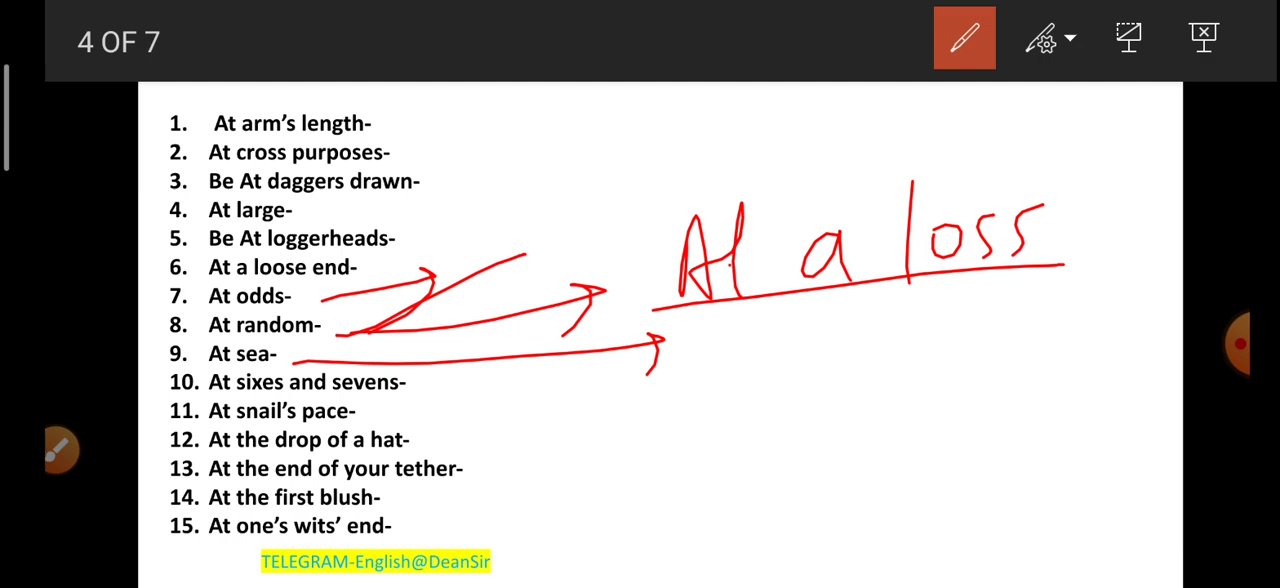 4 OF 7
1. At arm's length-
2. At cross purposes-
3. Be At daggers drawn-
4. At large-
5. Be At loggerheads-
6. At a loose end-
7. At odds-
8. At random-
9. At sea-
10. At sixes and sevens-
11. At snail's pace-
12. At the drop of a hat-
13. At the end of your tether-
14. At the first blush-
15. At one's wits' end-
At a loss
TELEGRAM-English@DeanSir